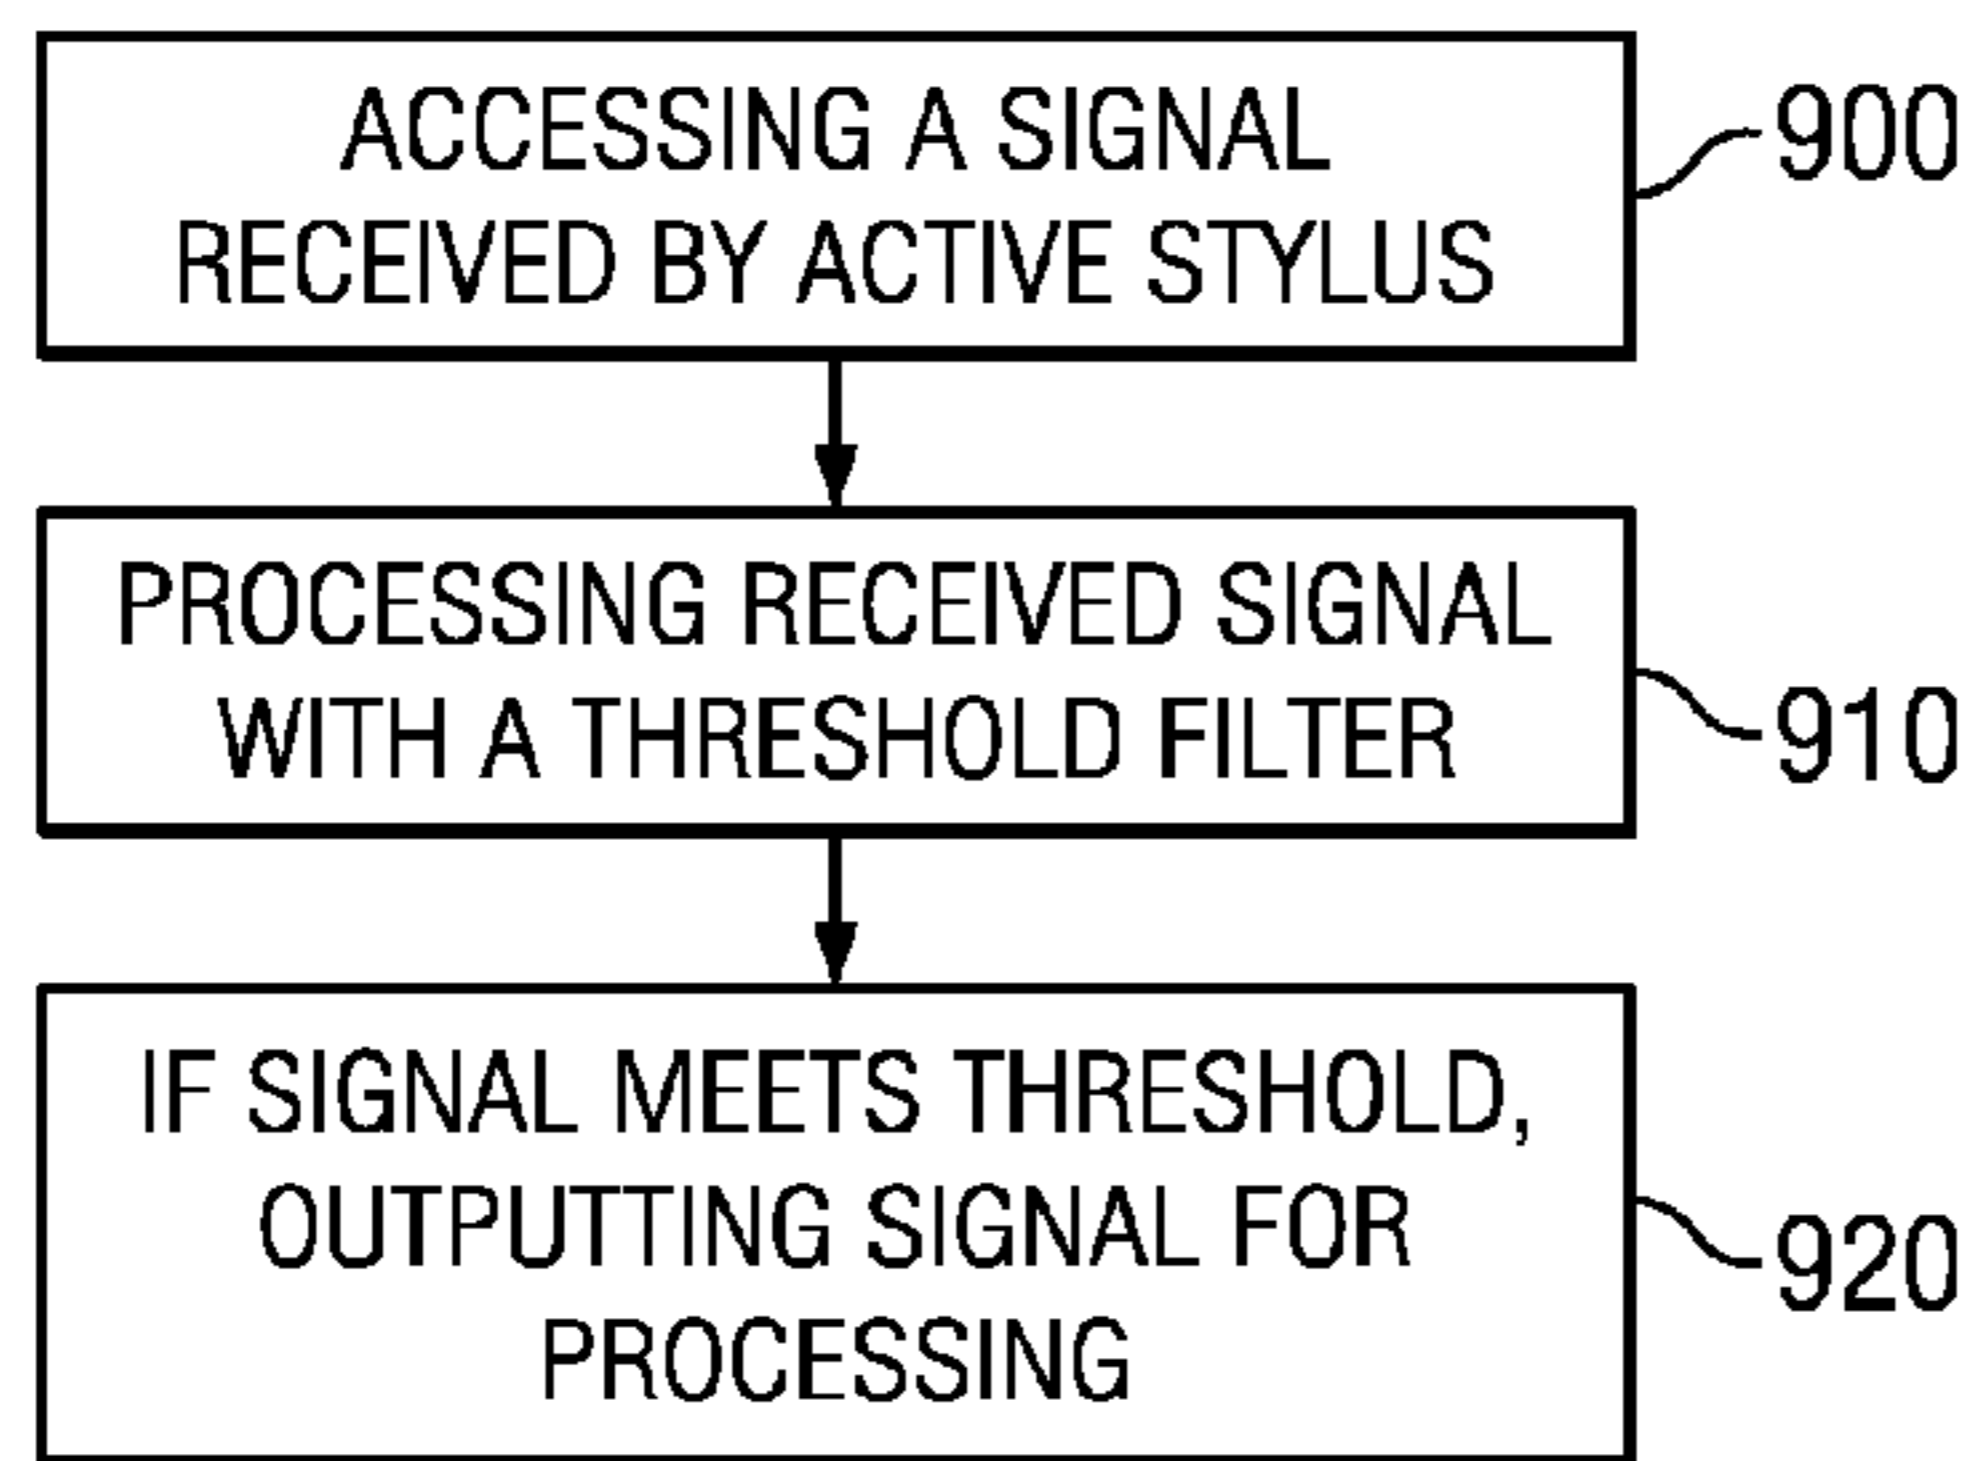 ACCESSING A SIGNAL
RECEIVED BY ACTIVE STYLUS
900
PROCESSING RECEIVED SIGNAL
WITH A THRESHOLD FILTER
910
IF SIGNAL MEETS THRESHOLD,
OUTPUTTING SIGNAL FOR
PROCESSING
920